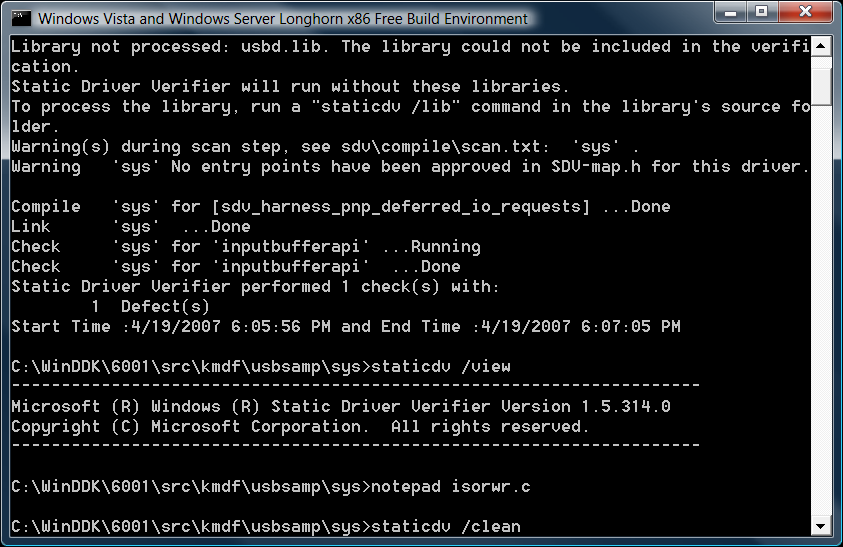 Windows Vista and Windows Server Longhorn x86 Free Build Environment
Library not processed: usbd.lib. The library could not be included in the verifi
cation.
Static Driver Verifier will run without these libraries.
To process the library, run a "staticdv /lib" command in the library's source fo
lder.
Warning(s) during scan step, see sdv\compile\scan.txt:  'sys' .
Warning   'sys' No entry points have been approved in SDV-map.h for this driver.
Compile   'sys' for [sdv_harness_pnp_deferred_io_requests] ...Done
Link      'sys'  ...Done
Check     'sys' for 'inputbufferapi' ...Running
Check     'sys' for 'inputbufferapi'  ...Done
Static Driver Verifier performed 1 check(s) with:
        1  Defect(s)
Start Time :4/19/2007 6:05:56 PM and End Time :4/19/2007 6:07:05 PM
C:\WinDDK\6001\src\kmdf\usbsamp\sys>staticdv /view
---------------------------------------------------------------------
Microsoft (R) Windows (R) Static Driver Verifier Version 1.5.314.0
Copyright (C) Microsoft Corporation.  All rights reserved.
---------------------------------------------------------------------
C:\WinDDK\6001\src\kmdf\usbsamp\sys>notepad isorwr.c
C:\WinDDK\6001\src\kmdf\usbsamp\sys>staticdv /clean